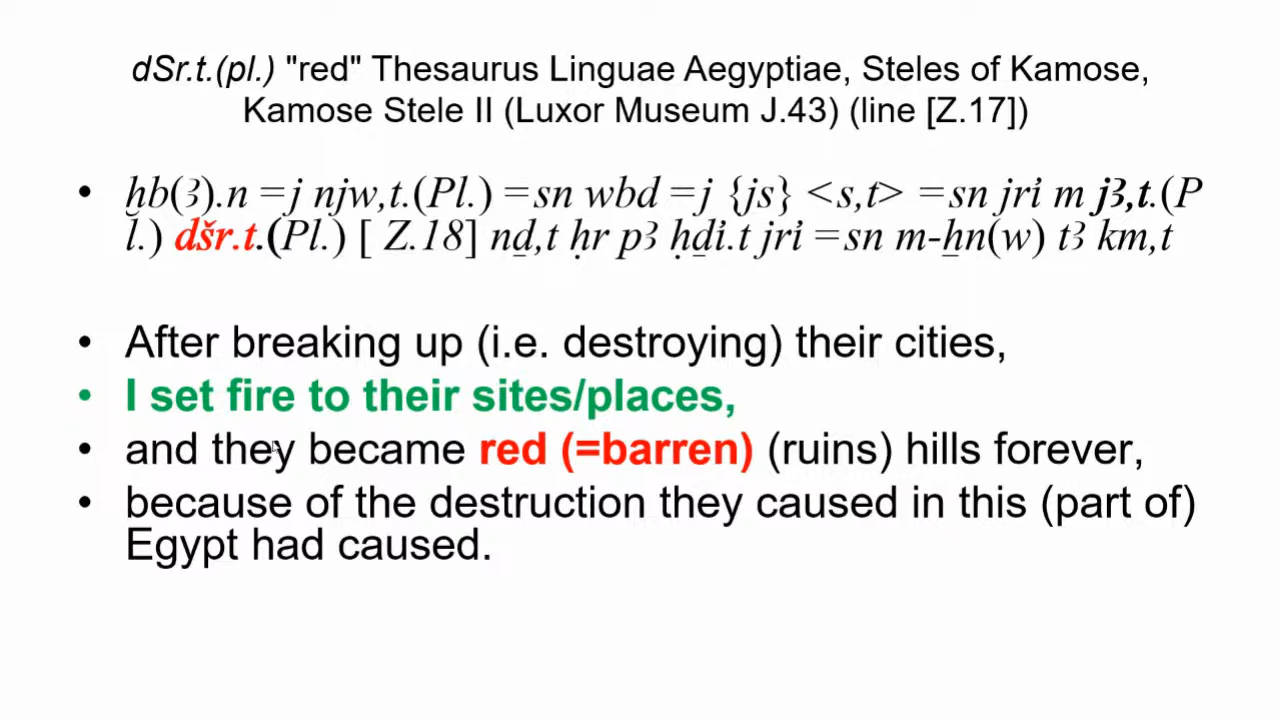 dSr.t.(pl.) "red" Thesaurus Linguae Aegyptiae, Steles of Kamose,
Kamose Stele II (Luxor Museum J.43) (line [Z.17])
• ḫb(ꜣ).n =j njw,t.(Pl.) =sn wbd =j {js} <s,t> =sn jri̯ m jꜣ,t.(P
l.) dšr.t.(Pl.) [ Z.18] nḏ,t ḥr pꜣ ḥḏi̯.t jri̯ =sn m-ẖn(w) tꜣ km,t
• After breaking up (i.e. destroying) their cities,
• I set fire to their sites/places,
• and they became red (=barren) (ruins) hills forever,
• because of the destruction they caused in this (part of)
Egypt had caused.